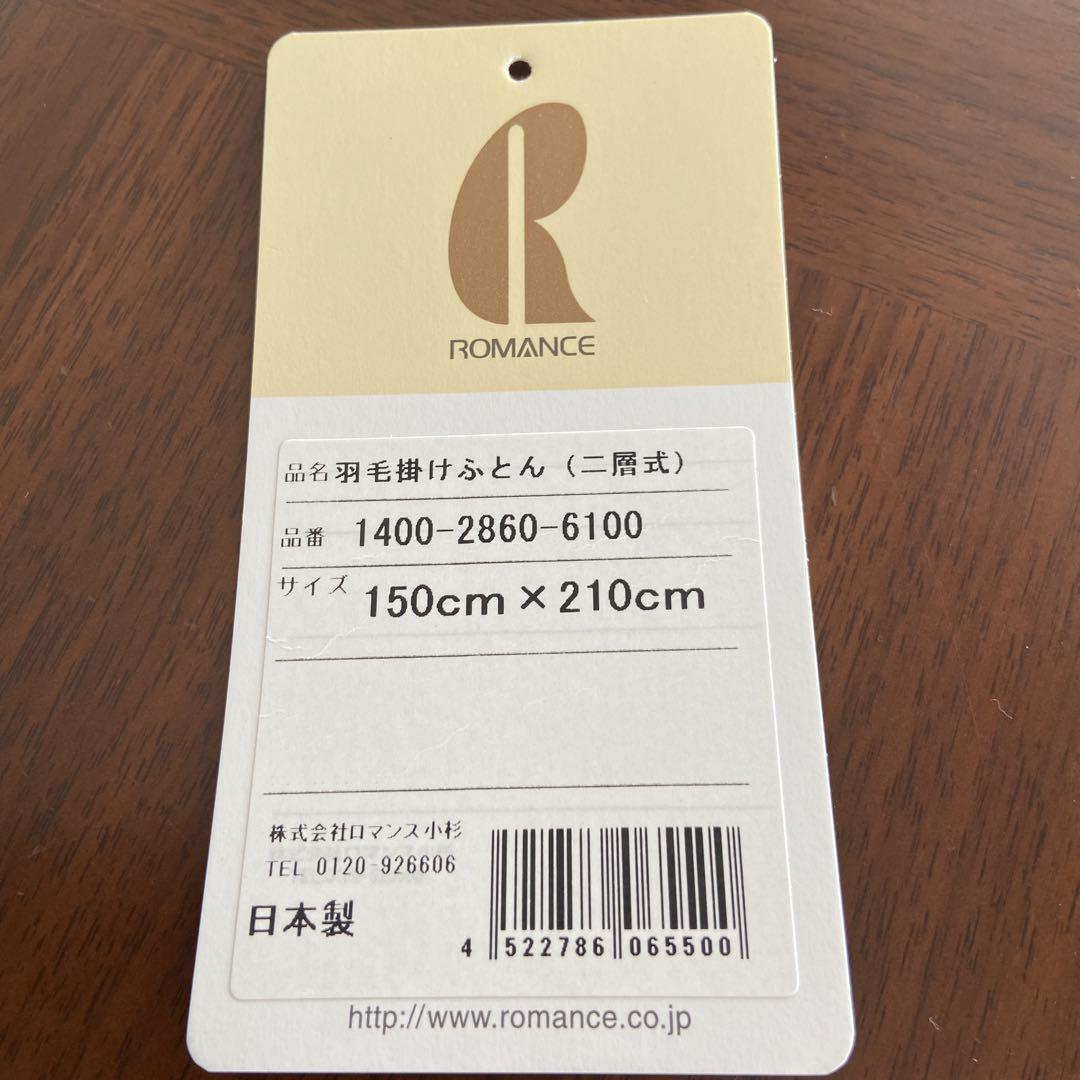 ROMANCE
品名 羽毛掛けふとん（二層式）
品番 1400-2860-6100
サイズ 150cm×210cm
株式会社ロマンス小杉
TEL 0120-926606
日本製
4 522786 065500
http://www.romance.co.jp